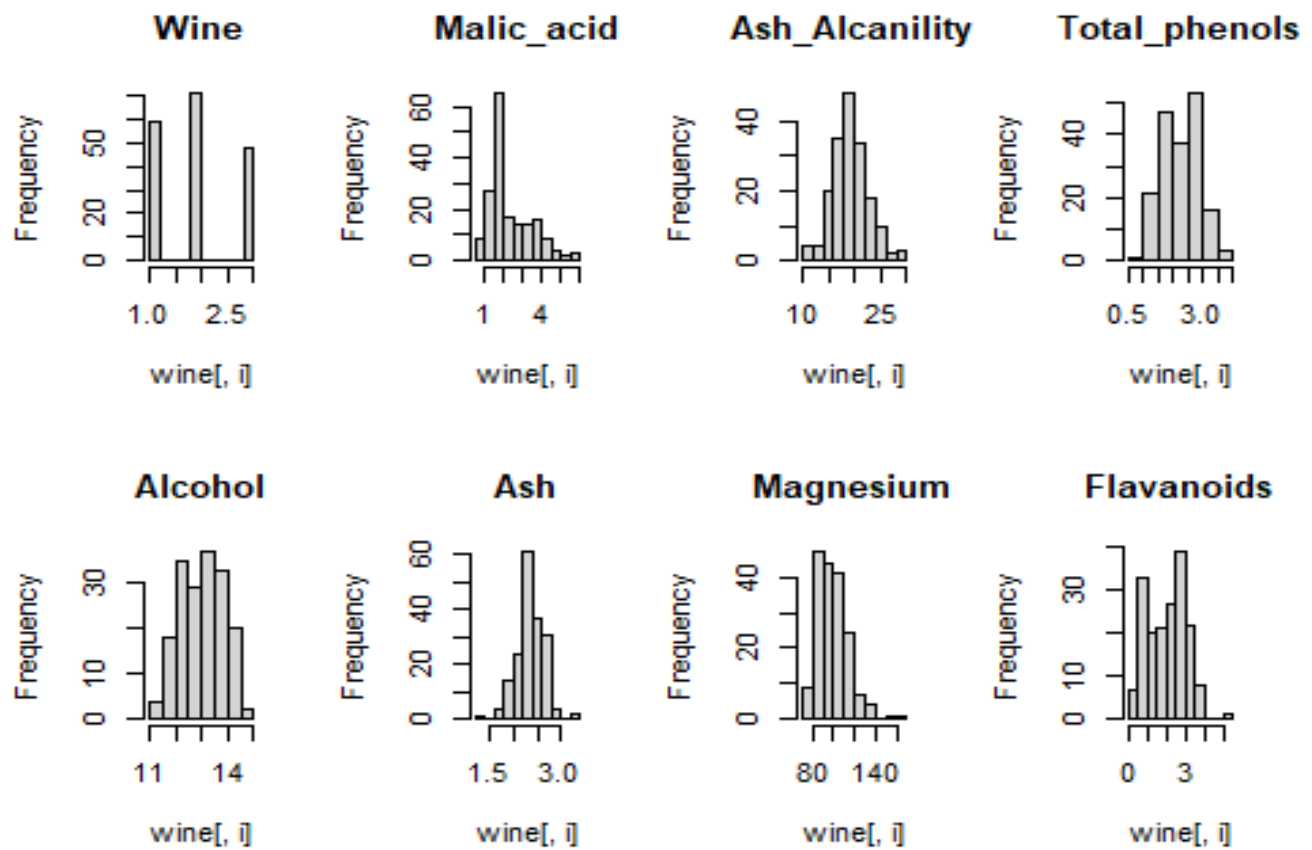 Wine
Frequency
0
20
50
1.0 2.5
wine[, i]
Malic_acid
Frequency
0
20
40
60
1 4
wine[, i]
Ash_Alcanility
Frequency
0
20
40
10 25
wine[, i]
Total_phenols
Frequency
0
20
40
0.5 3.0
wine[, i]
Alcohol
Frequency
0
10
30
11 14
wine[, i]
Ash
Frequency
0
20
40
60
1.5 3.0
wine[, i]
Magnesium
Frequency
0
20
40
80 140
wine[, i]
Flavanoids
Frequency
0
10
30
0 3
wine[, i]